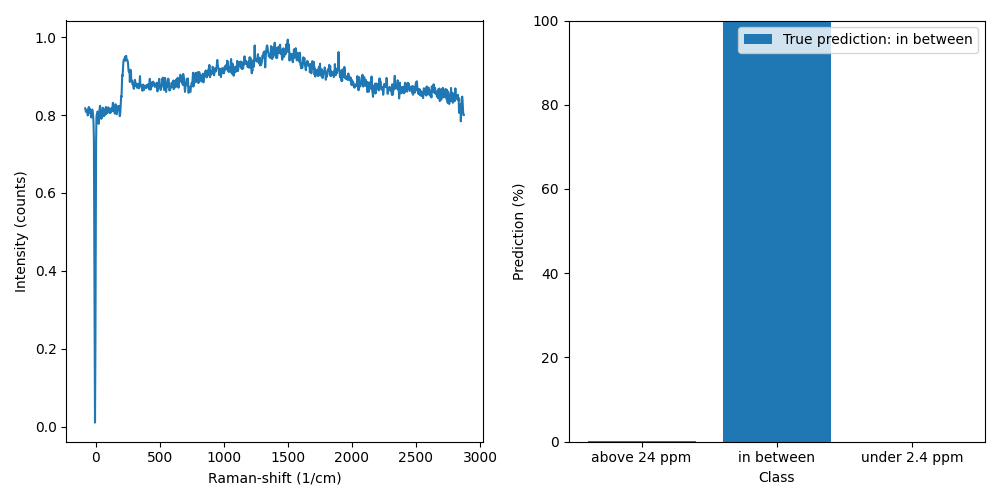 1.0
0.8
0.6
0.4
0.2
0.0
Intensity (counts)
0
500
1000
1500
2000
2500
3000
Raman-shift (1/cm)
100
80
60
40
20
0
Prediction (%)
True prediction: in between
above 24 ppm
in between
under 2.4 ppm
Class